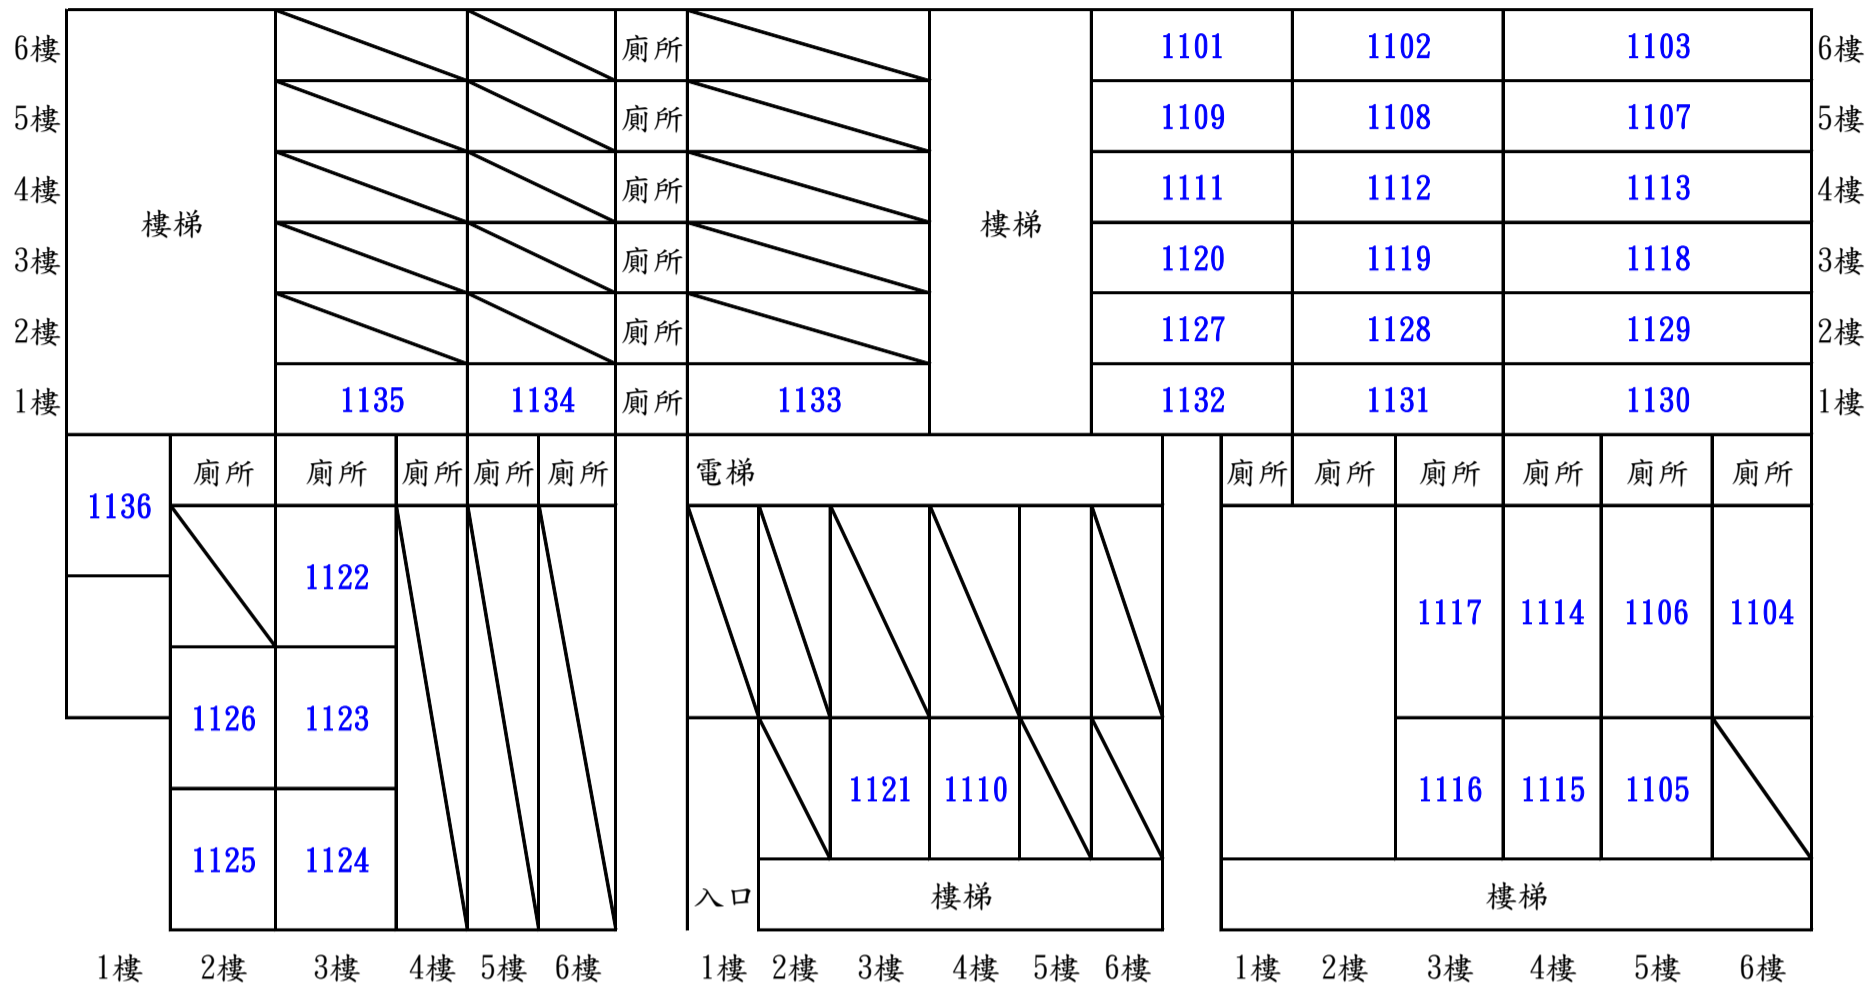 6樓 廁所 1101 1102 1103 6樓
5樓 廁所 1109 1108 1107 5樓
4樓 廁所 1111 1112 1113 4樓
樓梯 樓梯
3樓 廁所 1120 1119 1118 3樓
2樓 廁所 1127 1128 1129 2樓
1樓 1135 1134 廁所 1133 1132 1131 1130 1樓
廁所 廁所 廁所 廁所 廁所 電梯 廁所 廁所 廁所 廁所 廁所 廁所
1136
1122
1117 1114 1106 1104
1126 1123
1121 1110 1116 1115 1105
1125 1124
入口 樓梯 樓梯
1樓 2樓 3樓 4樓 5樓 6樓 1樓 2樓 3樓 4樓 5樓 6樓 1樓 2樓 3樓 4樓 5樓 6樓